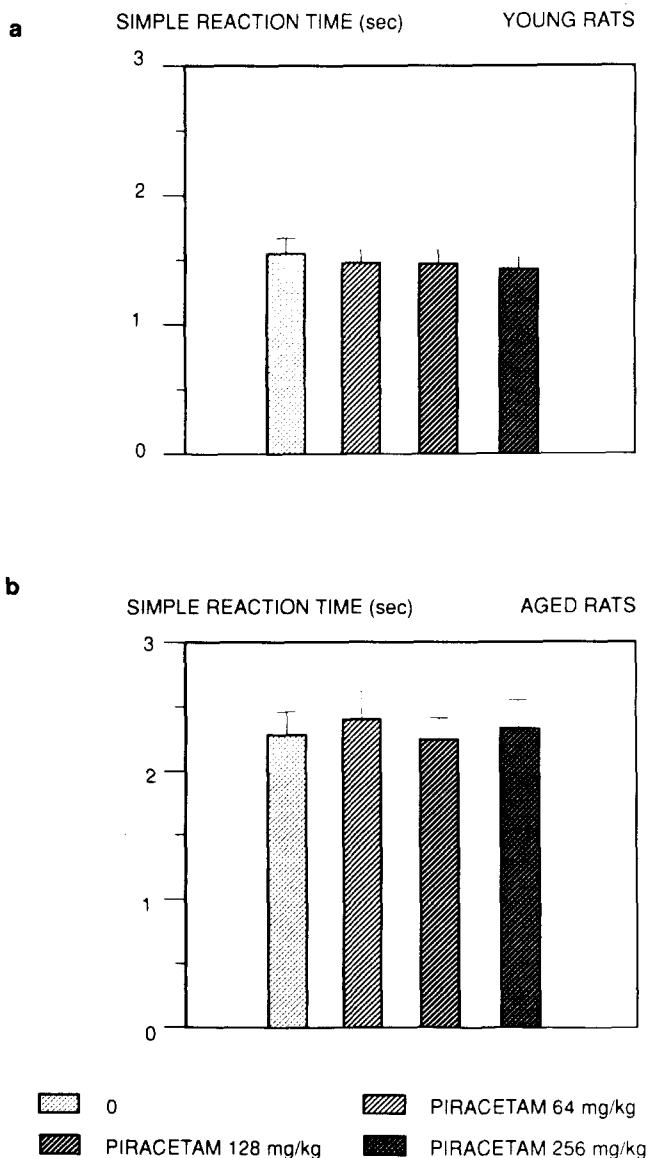 a
SIMPLE REACTION TIME (sec) YOUNG RATS
3
2
1
0
b
SIMPLE REACTION TIME (sec) AGED RATS
3
2
1
0
0 PIRACETAM 64 mg/kg
PIRACETAM 128 mg/kg PIRACETAM 256 mg/kg